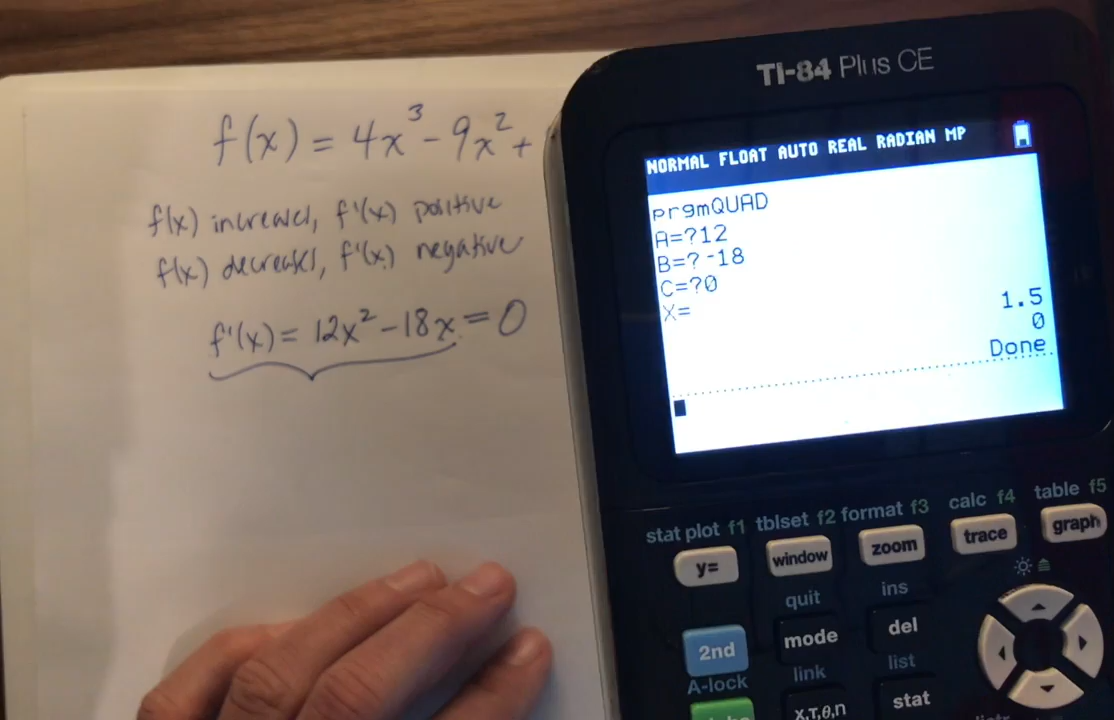 f(x) = 4x³ - 9x² +
f(x) increases, f'(x) positive
f(x) decreases, f'(x) negative
f'(x) = 12x² - 18x = 0
TI-84 Plus CE
NORMAL FLOAT AUTO REAL RADIAN MP
prgmQUAD
A=?12
B=?-18
C=?0
X=
1.5
0
Done
stat plot f1 tblset f2 format f3 calc f4 table f5
y= window zoom trace graph
quit ins
2nd mode del
A-lock link list
X,T,θ,n stat